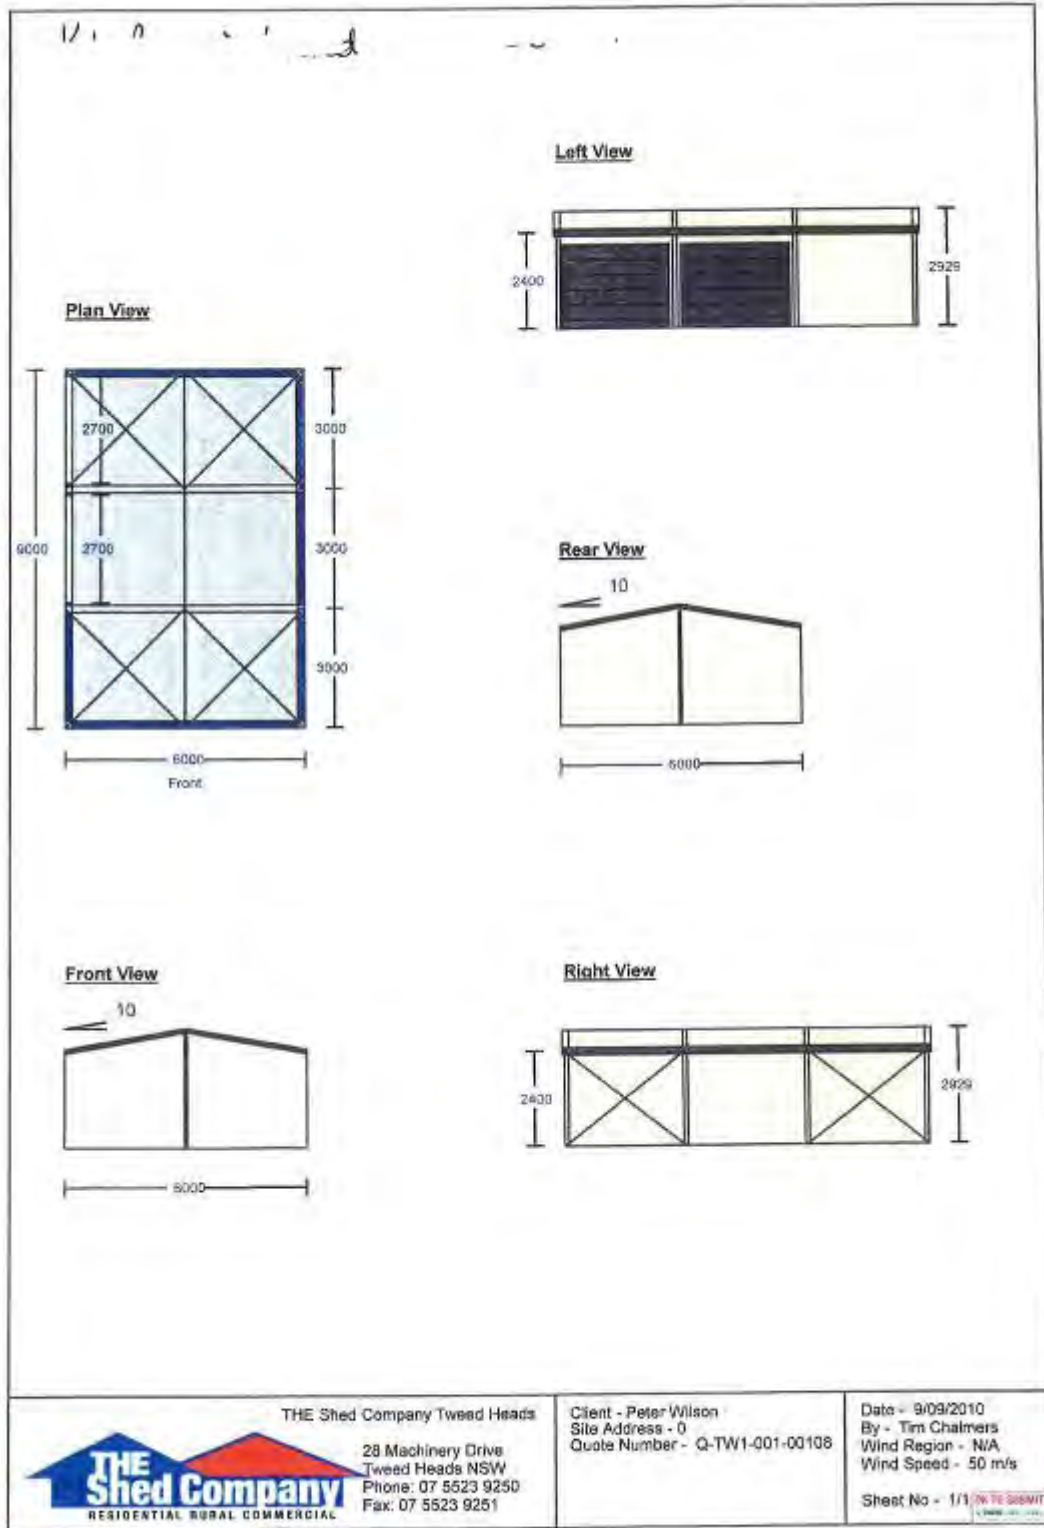 Left View
2400
2929
Plan View
2700
3000
2700
3000
3000
6000
Front
Rear View
10
6000
Front View
10
6000
Right View
2400
2929
THE Shed Company Tweed Heads
28 Machinery Drive
Tweed Heads NSW
Phone: 07 5523 9250
Fax: 07 5523 9251
THE
Shed Company
RESIDENTIAL RURAL COMMERCIAL
Client - Peter Wilson
Site Address - 0
Quote Number - Q-TW1-001-00108
Date - 9/09/2010
By - Tim Chalmers
Wind Region - N/A
Wind Speed - 50 m/s
Sheet No - 1/1
OK TO SUBMIT